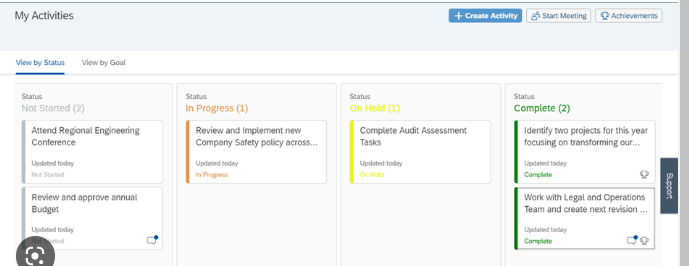 My Activities
+ Create Activity
Start Meeting
Achievements
View by Status
View by Goal
Status
Not Started (2)
Attend Regional Engineering
Conference
Updated today
Not Started
Review and approve annual
Budget
Updated today
Status
In Progress (1)
Review and Implement new
Company Safety policy across...
Updated today
In Progress
Status
On Hold (1)
Complete Audit Assessment
Tasks
Updated today
On Hold
Status
Complete (2)
Identify two projects for this year
focusing on transforming our...
Updated today
Complete
Work with Legal and Operations
Team and create next revision ...
Updated today
Complete
Support